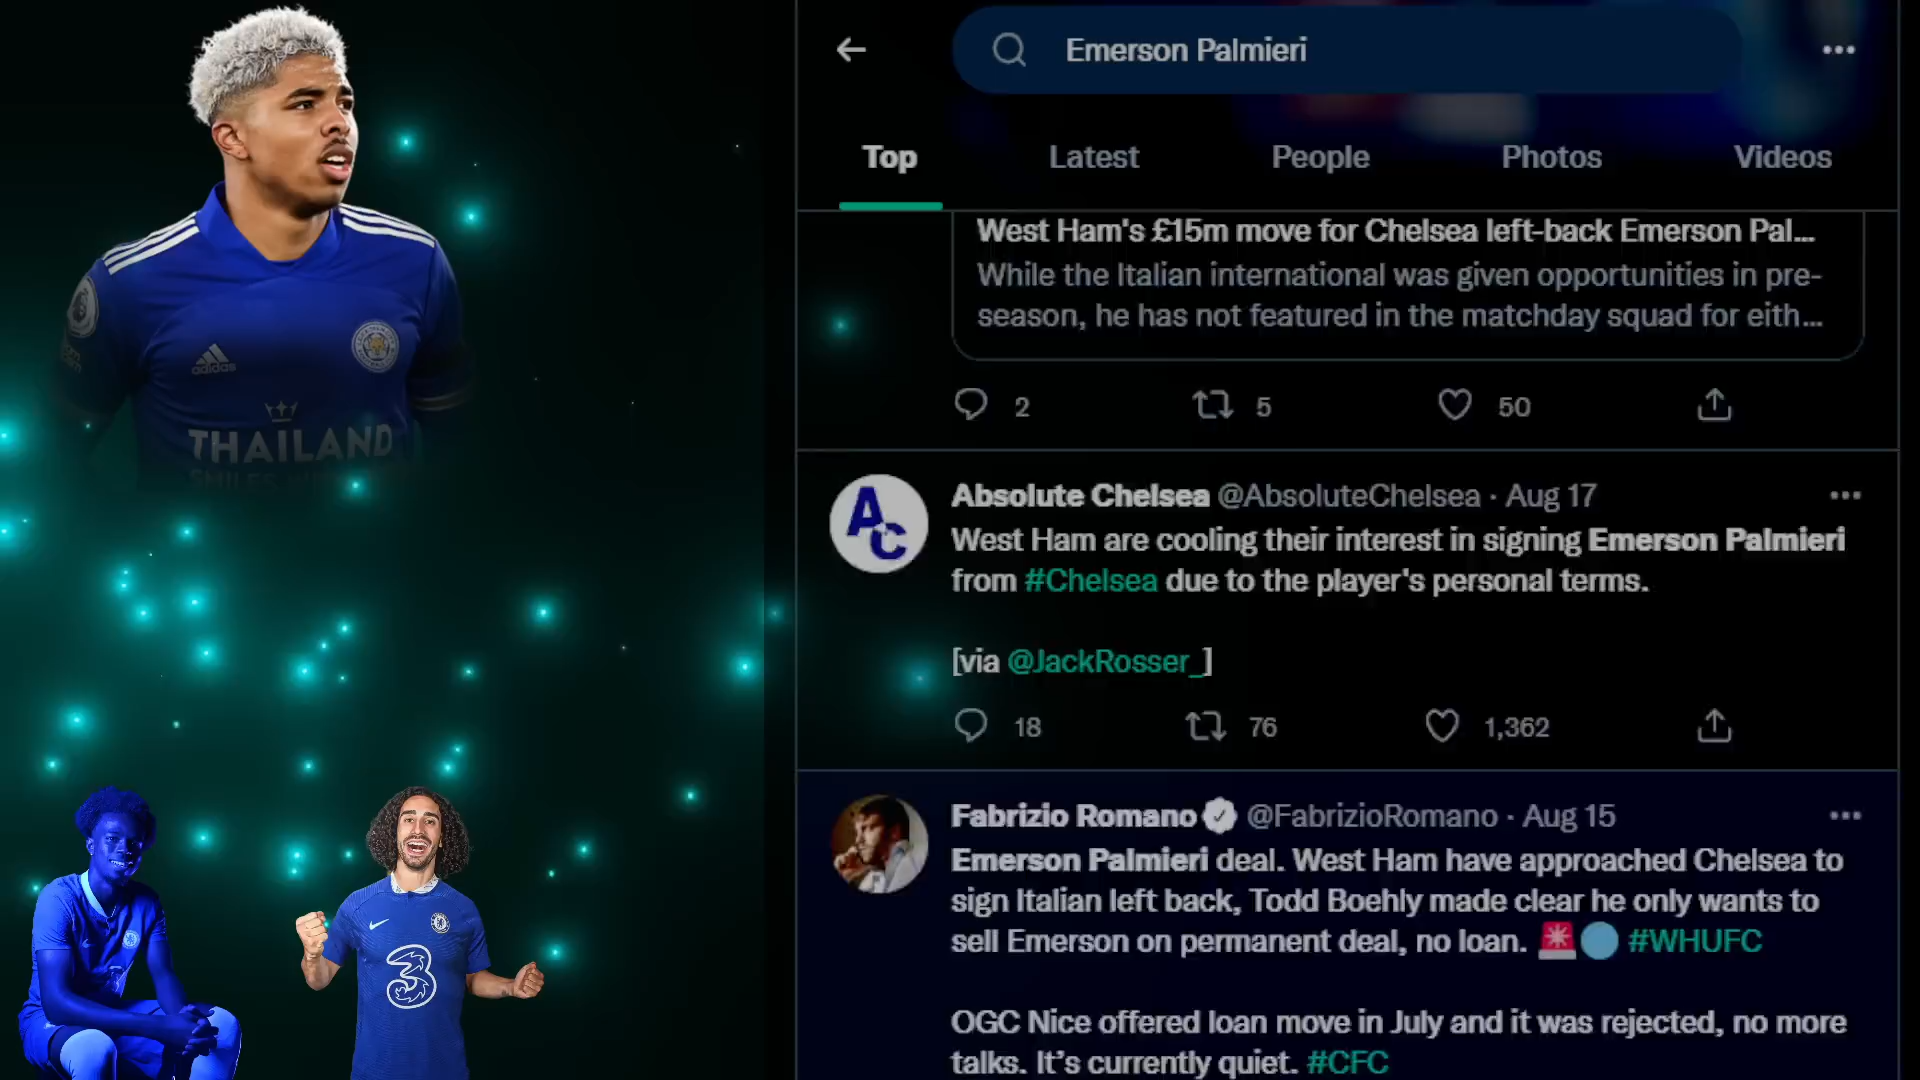 Emerson Palmieri
Top Latest People Photos Videos
West Ham's £15m move for Chelsea left-back Emerson Pal...
While the Italian international was given opportunities in pre-
season, he has not featured in the matchday squad for eith...
2 5 50
Absolute Chelsea @AbsoluteChelsea · Aug 17
West Ham are cooling their interest in signing Emerson Palmieri
from #Chelsea due to the player's personal terms.
[via @JackRosser_]
18 76 1,362
Fabrizio Romano @FabrizioRomano · Aug 15
Emerson Palmieri deal. West Ham have approached Chelsea to
sign Italian left back, Todd Boehly made clear he only wants to
sell Emerson on permanent deal, no loan. 🚨🔵 #WHUFC
OGC Nice offered loan move in July and it was rejected, no more
talks. It's currently quiet. #CFC
AC
adidas
THAILAND
SMILES
3